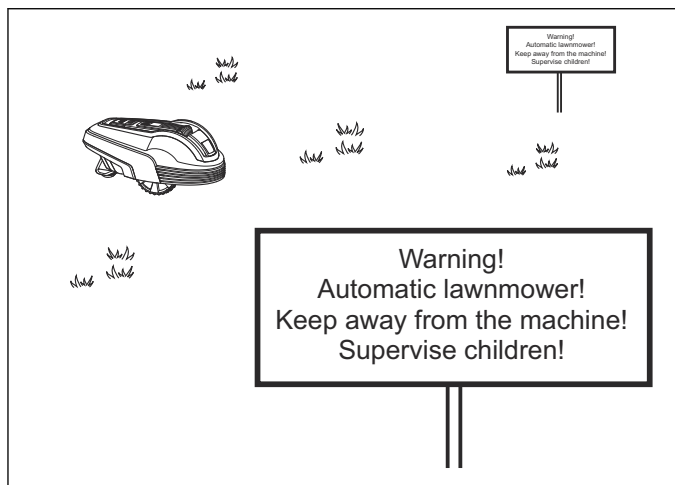 Warning!
Automatic lawnmower!
Keep away from the machine!
Supervise children!
Warning!
Automatic lawnmower!
Keep away from the machine!
Supervise children!